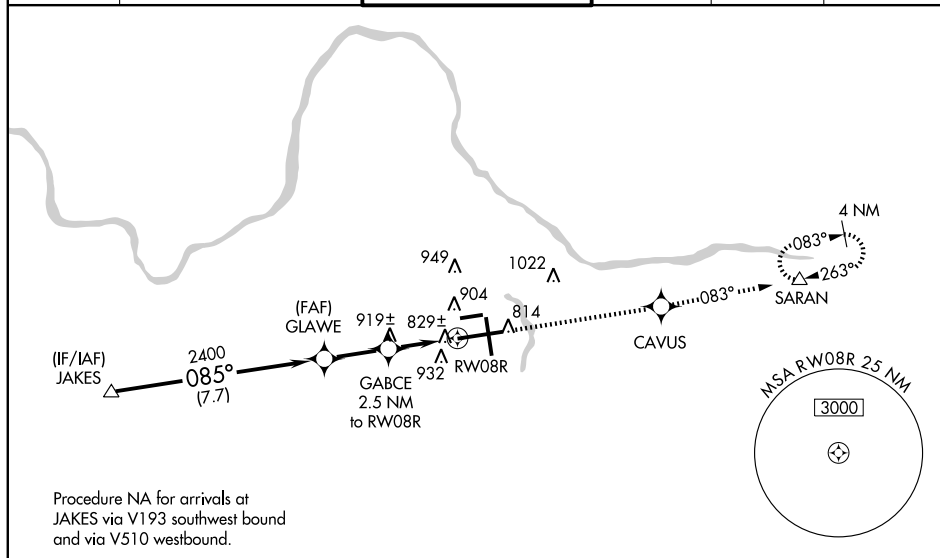 4 NM
083°
263°
SARAN
949
1022
904
083°
(FAF)
GLAWE
919±
829±
814
CAVUS
(IF/IAF)
JAKES
2400
085°
(7.7)
932
RW08R
GABCE
2.5 NM
to RW08R
MSA RW08R 25 NM
3000
Procedure NA for arrivals at
JAKES via V193 southwest bound
and via V510 westbound.